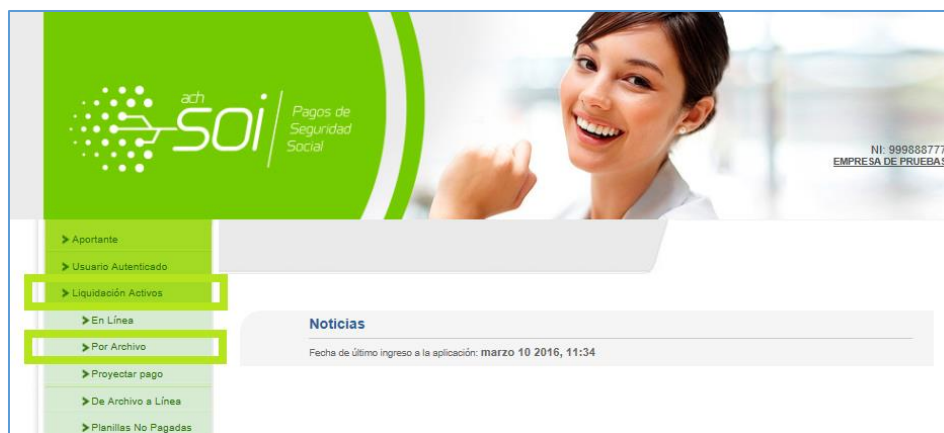 ach
SOI
Pagos de
Seguridad
Social
NI: 999888777
EMPRESA DE PRUEBAS
Aportante
Usuario Autenticado
Liquidación Activos
En Línea
Por Archivo
Proyectar pago
De Archivo a Línea
Planillas No Pagadas
Noticias
Fecha de último ingreso a la aplicación: marzo 10 2016, 11:34